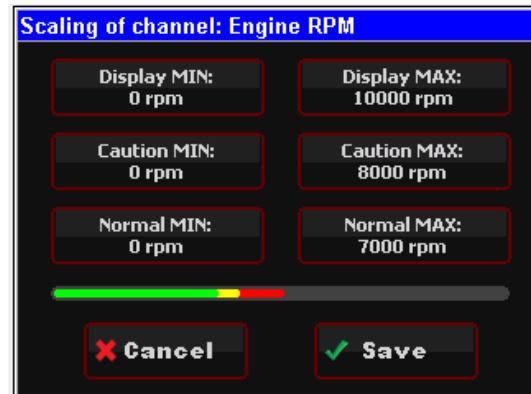 Scaling of channel: Engine RPM
Display MIN:
0 rpm
Display MAX:
10000 rpm
Caution MIN:
0 rpm
Caution MAX:
8000 rpm
Normal MIN:
0 rpm
Normal MAX:
7000 rpm
Cancel
Save